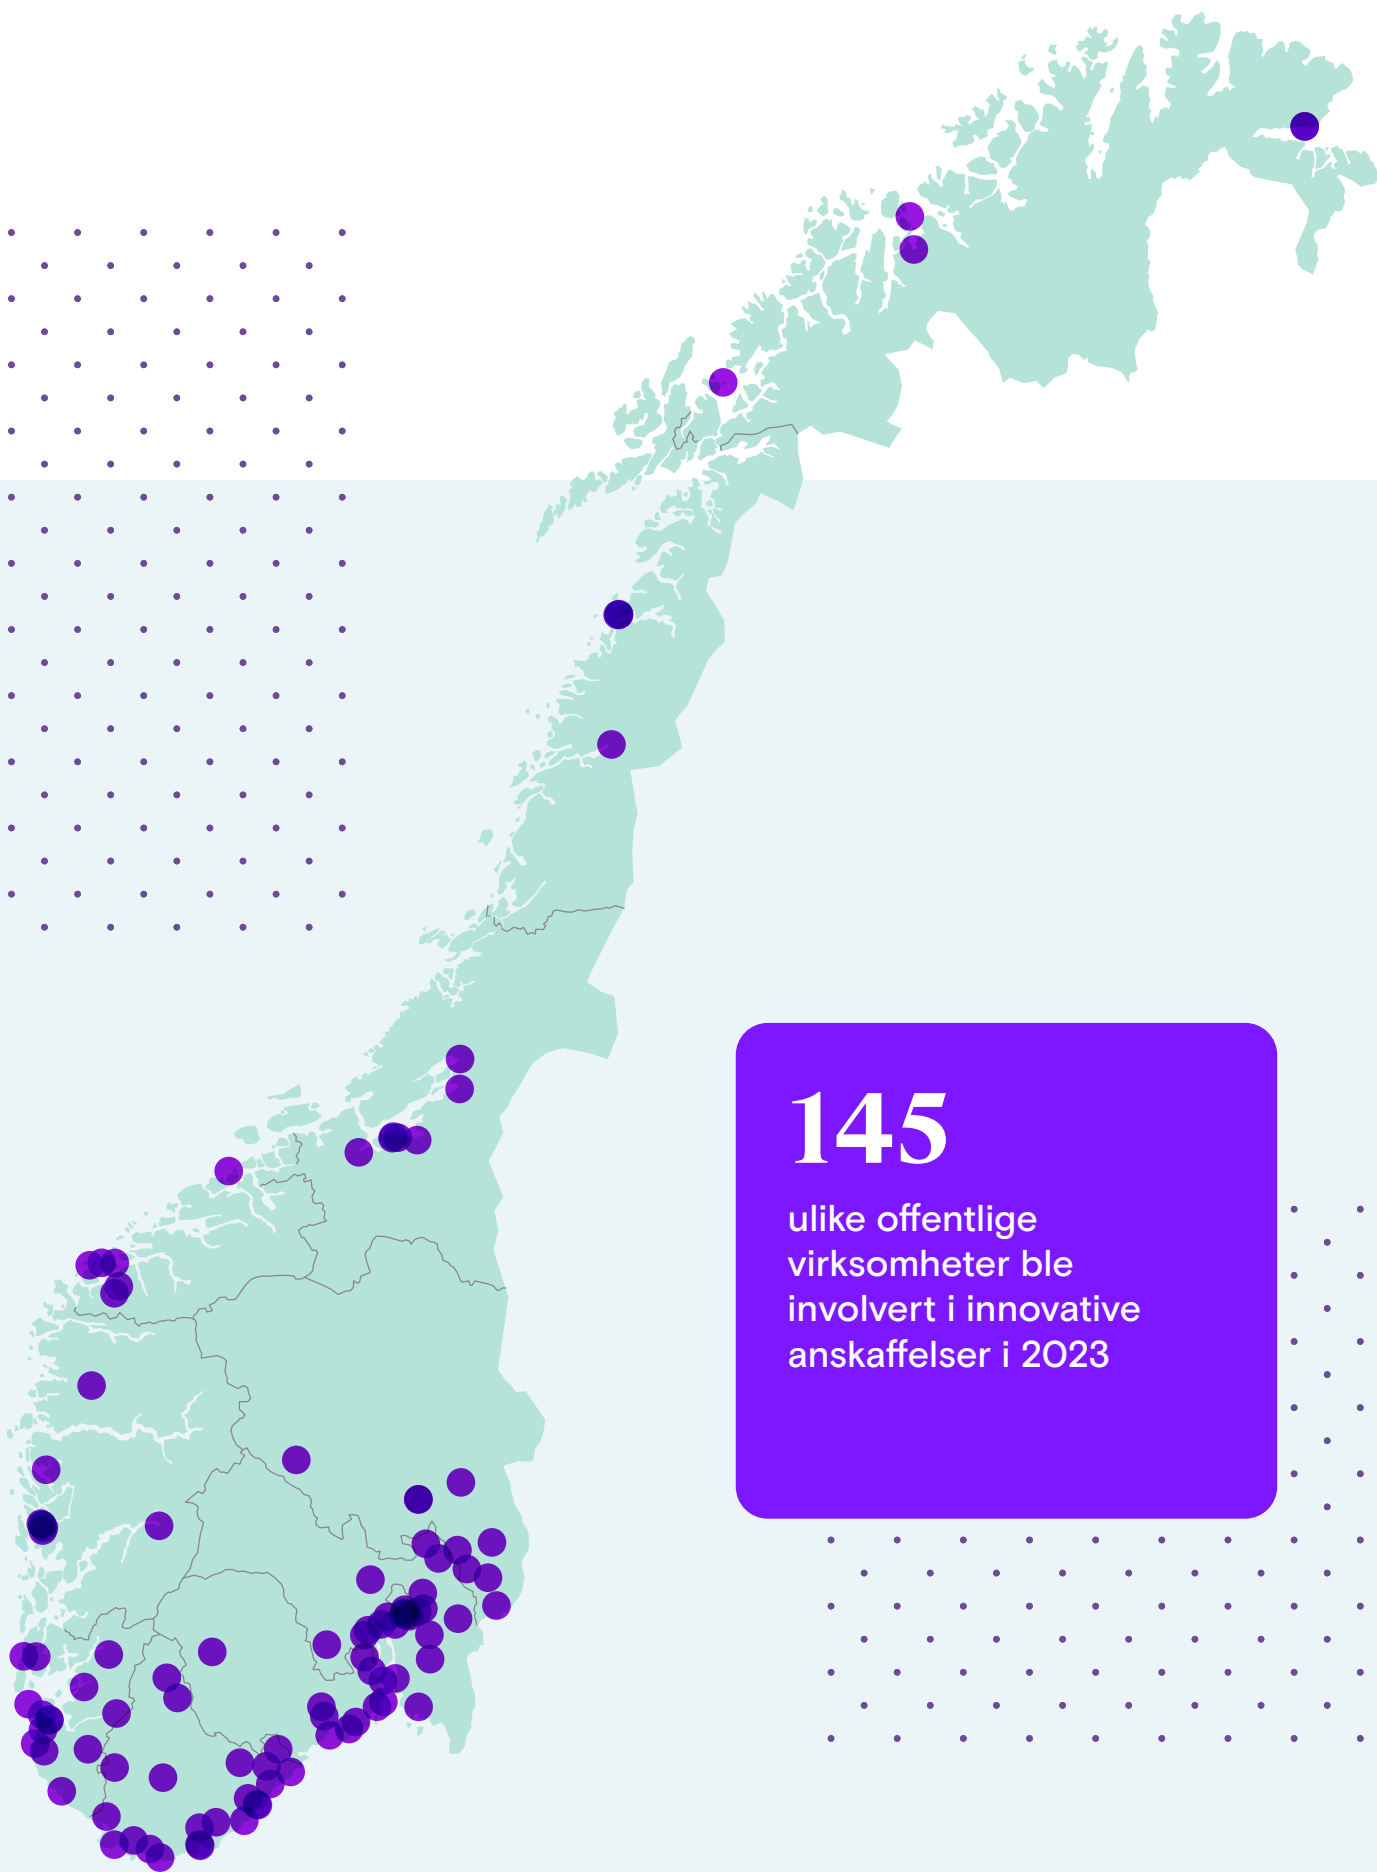 145
ulike offentlige
virksomheter ble
involvert i innovative
anskaffelser i 2023